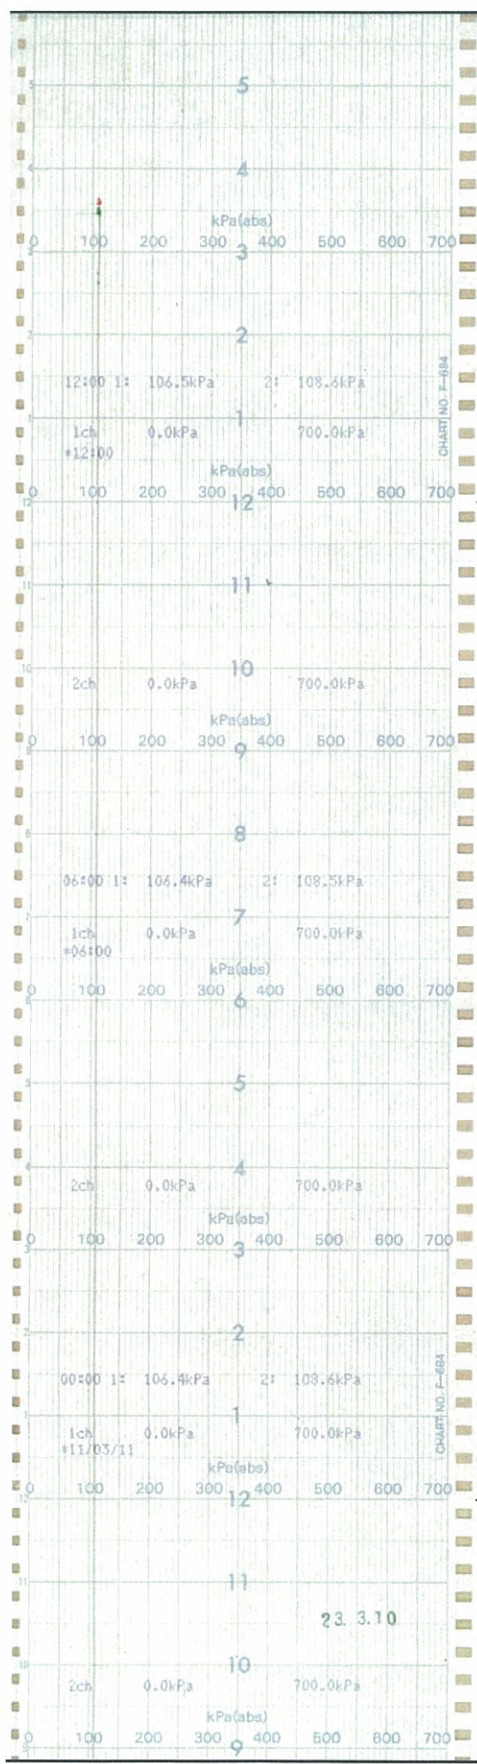 5
4
kPa(abs)
0 100 200 300 400 500 600 700
3
2
12:00 1: 106.5kPa 2: 108.6kPa
CHART NO. F-684
1
1ch 0.0kPa 700.0kPa
*12:00
kPa(abs)
0 100 200 300 400 500 600 700
12
11
10
2ch 0.0kPa 700.0kPa
kPa(abs)
0 100 200 300 400 500 600 700
9
8
06:00 1: 106.4kPa 2: 108.5kPa
7
1ch 0.0kPa 700.0kPa
*06:00
kPa(abs)
0 100 200 300 400 500 600 700
6
5
4
2ch 0.0kPa 700.0kPa
kPa(abs)
0 100 200 300 400 500 600 700
3
2
00:00 1: 106.4kPa 2: 108.6kPa
CHART NO. F-684
1
1ch 0.0kPa 700.0kPa
*11/03/11
kPa(abs)
0 100 200 300 400 500 600 700
12
11
23. 3.10
10
2ch 0.0kPa 700.0kPa
kPa(abs)
0 100 200 300 400 500 600 700
9